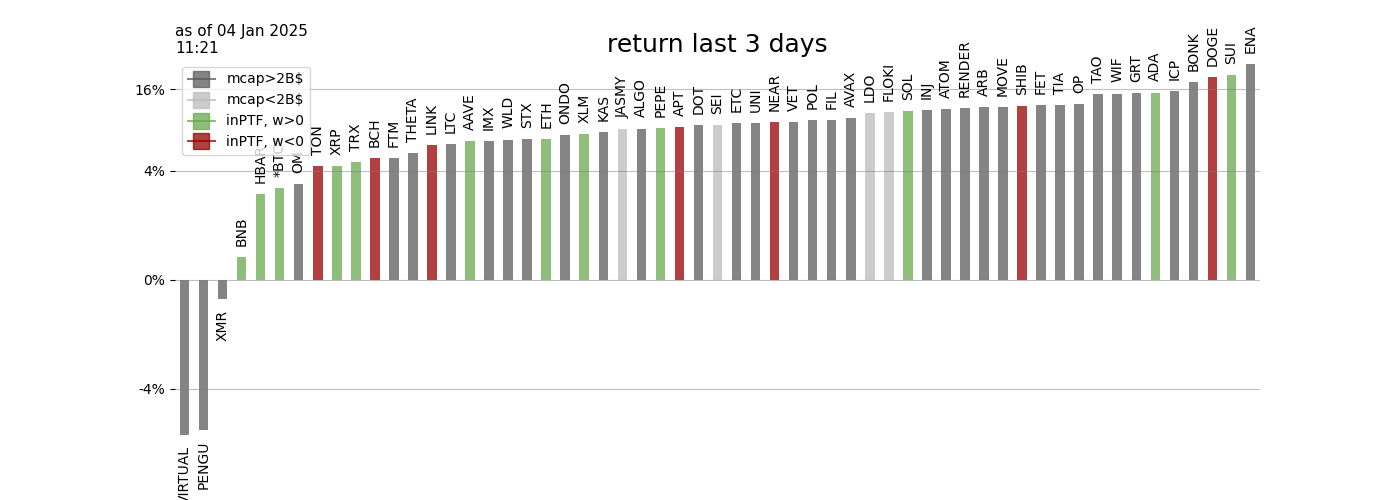 as of 04 Jan 2025
11:21
return last 3 days
mcap>2B$
mcap<2B$
inPTF, w>0
inPTF, w<0
16%
4%
0%
-4%
VIRTUAL
PENGU
XMR
BNB
HBAR
*BTC
OM
TON
XRP
TRX
BCH
FTM
THETA
LINK
LTC
AAVE
IMX
WLD
STX
ETH
ONDO
XLM
KAS
JASMY
ALGO
PEPE
APT
DOT
SEI
ETC
UNI
NEAR
VET
POL
FIL
AVAX
LDO
FLOKI
SOL
INJ
ATOM
RENDER
ARB
MOVE
SHIB
FET
TIA
OP
TAO
WIF
GRT
ADA
ICP
BONK
DOGE
SUI
ENA